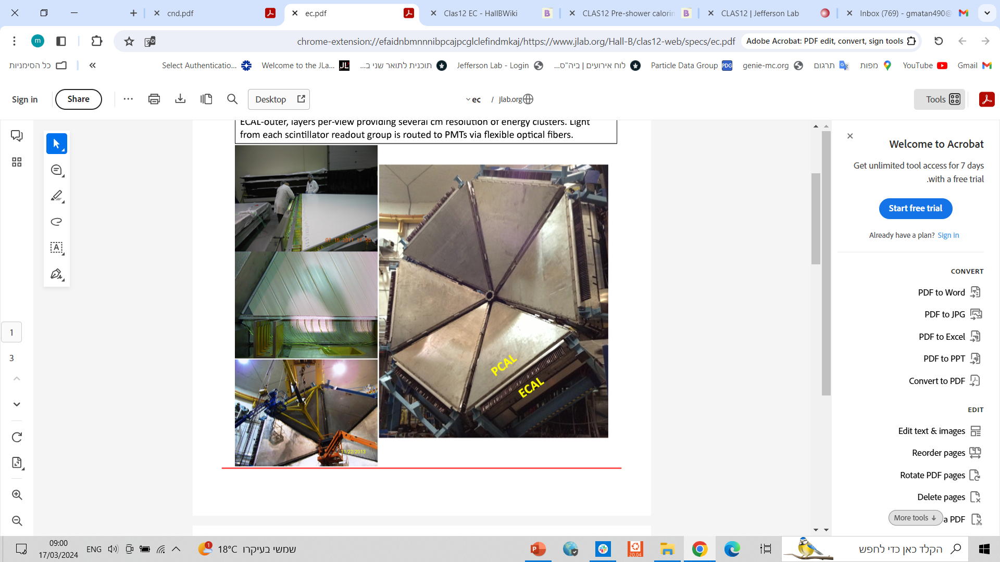 cnd.pdf
ec.pdf
Clas12 EC - HallBWiki
CLAS12 Pre-shower calorin
CLAS12 | Jefferson Lab
Inbox (769) - gmatan490@
m
chrome-extension://efaidnbmnnnibpcajpcglclefindmkaj/https://www.jlab.org/Hall-B/clas12-web/specs/ec.pdf
Adobe Acrobat: PDF edit, convert, sign tools
כל הסימניות
Select Authenticatio...
Welcome to the JLa...
תוכנית לתואר שני ב...
Jefferson Lab - Login
לוח אירועים | ביה"ס...
Particle Data Group
PDG
genie-mc.org
תרגום
מפות
YouTube
Gmail
Sign in
Share
Desktop
ec
/ jlab.org
Tools
ECAL-outer, layers per-view providing several cm resolution of energy clusters. Light
from each scintillator readout group is routed to PMTs via flexible optical fibers.
PCAL
ECAL
11/22/2013
1
3
Welcome to Acrobat
Get unlimited tool access for 7 days
.with a free trial
Start free trial
Already have a plan? Sign in
CONVERT
PDF to Word
PDF to JPG
PDF to Excel
PDF to PPT
Convert to PDF
EDIT
Edit text & images
Reorder pages
Rotate PDF pages
Delete pages
More tools ↓
a PDF
09:00
17/03/2024
ENG
1
18°C שמשי בעיקרו
20.04
הקלד כאן כדי לחפש